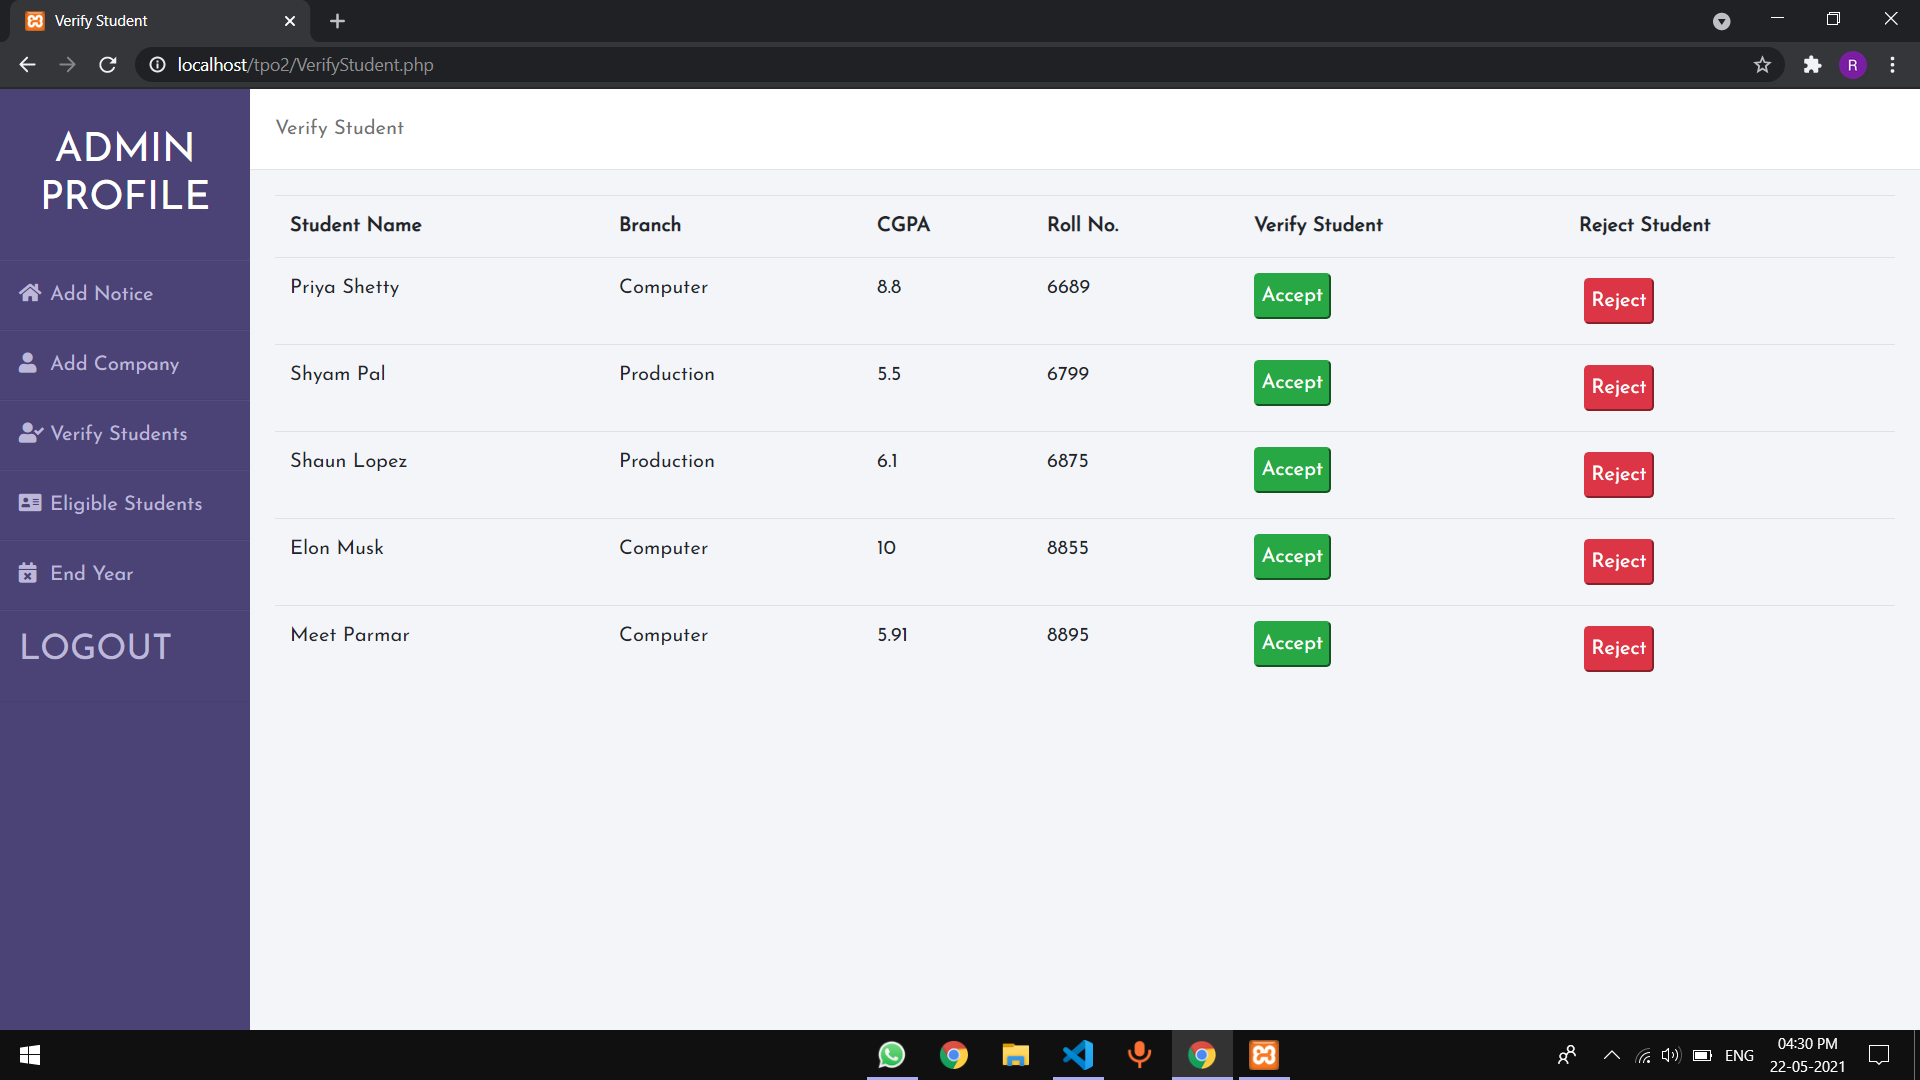 Verify Student
localhost/tpo2/VerifyStudent.php
R
ADMIN
PROFILE
Add Notice
Add Company
Verify Students
Eligible Students
End Year
LOGOUT
Verify Student
Student Name Branch CGPA Roll No. Verify Student Reject Student
Priya Shetty Computer 8.8 6689 Accept Reject
Shyam Pal Production 5.5 6799 Accept Reject
Shaun Lopez Production 6.1 6875 Accept Reject
Elon Musk Computer 10 8855 Accept Reject
Meet Parmar Computer 5.91 8895 Accept Reject
ENG
04:30 PM
22-05-2021